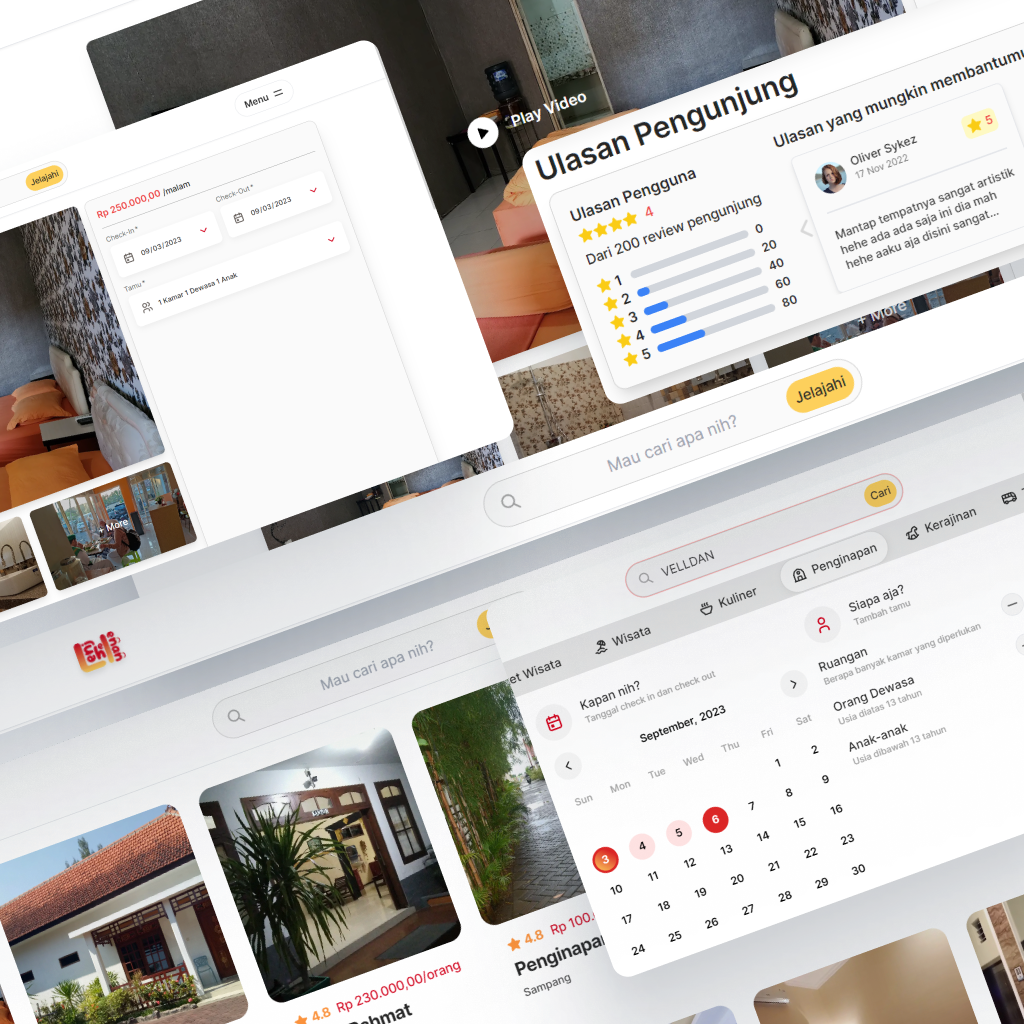 Menu
Jelajahi
Rp 250.000,00 /malam
Check-In*
Check-Out*
09/03/2023
09/03/2023
Tamu*
1 Kamar 1 Dewasa 1 Anak
+ More
Play Video
Ulasan Pengunjung
Ulasan Pengguna
4
Dari 200 review pengunjung
1 0
2 20
3 40
4 60
5 80
Ulasan yang mungkin membantumu
Oliver Sykez
17 Nov 2022
5
Mantap tempatnya sangat artistik
hehe ada ada saja ini dia mah
hehe aaku aja disini sangat...
+ More
Mau cari apa nih?
Jelajahi
Mau cari apa nih?
VELLDAN
Cari
et Wisata
Wisata
Kuliner
Penginapan
Kerajinan
Kapan nih?
Tanggal check in dan check out
September, 2023
Sun Mon Tue Wed Thu Fri Sat
1 2
3 4 5 6 7 8 9
10 11 12 13 14 15 16
17 18 19 20 21 22 23
24 25 26 27 28 29 30
Siapa aja?
Tambah tamu
Ruangan
Berapa banyak kamar yang diperlukan
Orang Dewasa
Usia diatas 13 tahun
Anak-anak
Usia dibawah 13 tahun
4.8 Rp 230.000,00/orang
4.8 Rp 100.
Penginapan
Sampang